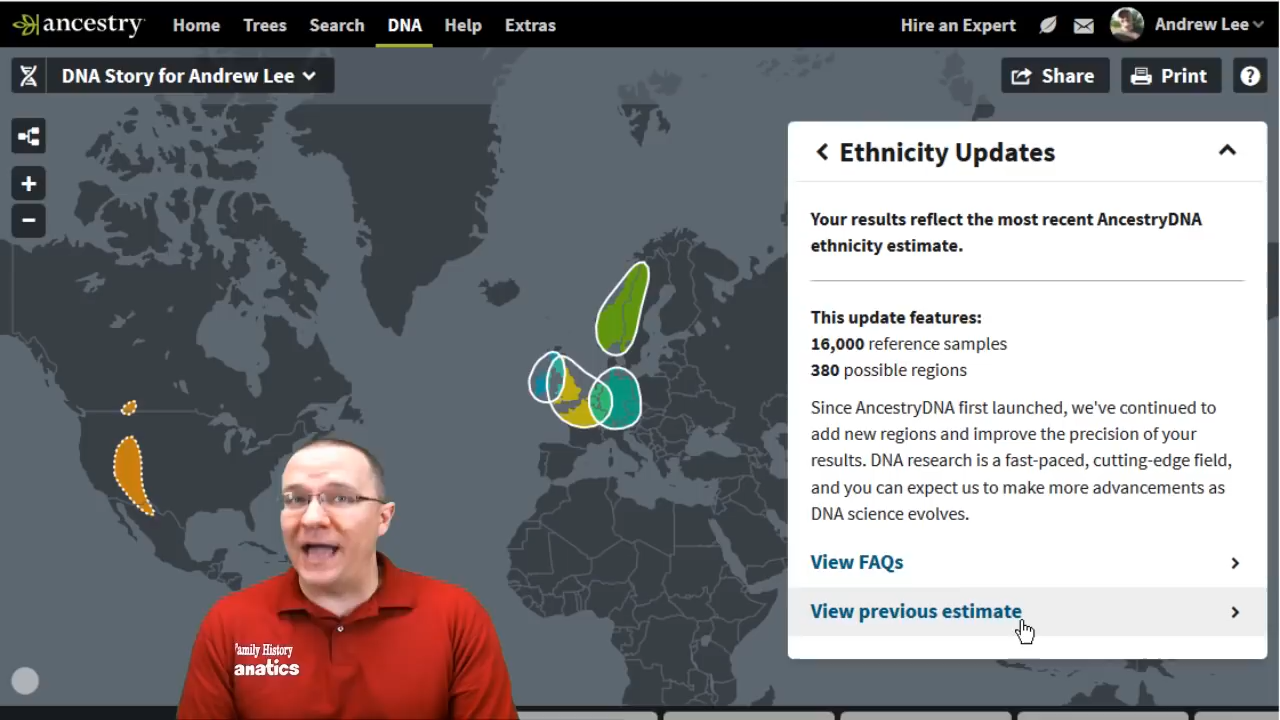 ancestry
Home Trees Search DNA Help Extras
Hire an Expert Andrew Lee
DNA Story for Andrew Lee
Share Print ?
Ethnicity Updates
Your results reflect the most recent AncestryDNA
ethnicity estimate.
This update features:
16,000 reference samples
380 possible regions
Since AncestryDNA first launched, we've continued to
add new regions and improve the precision of your
results. DNA research is a fast-paced, cutting-edge field,
and you can expect us to make more advancements as
DNA science evolves.
View FAQs
View previous estimate
amily History
anatics